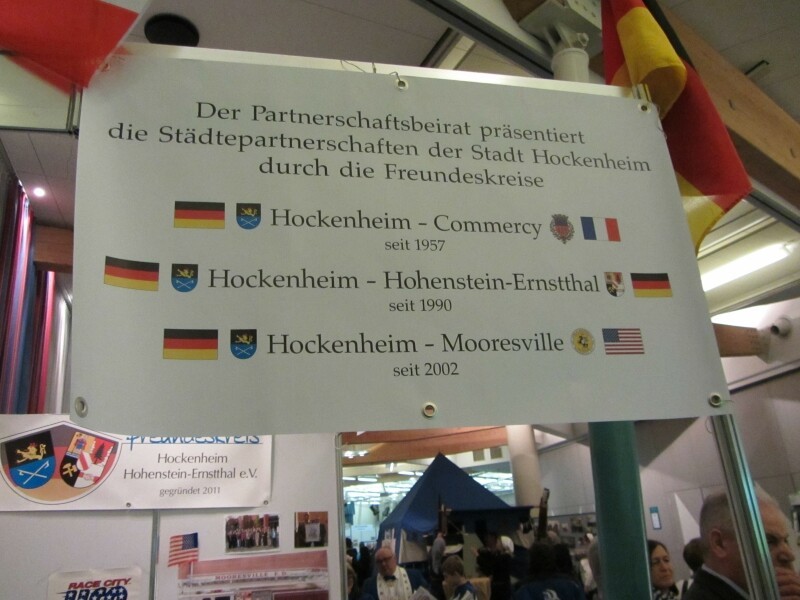 Der Partnerschaftsbeirat präsentiert
die Städtepartnerschaften der Stadt Hockenheim
durch die Freundeskreise
Hockenheim – Commercy
seit 1957
Hockenheim – Hohenstein-Ernstthal
seit 1990
Hockenheim – Mooresville
seit 2002
freundeskreis
Hockenheim
Hohenstein-Ernstthal e.V.
gegründet 2011
MOORESVILLE
RACE CITY